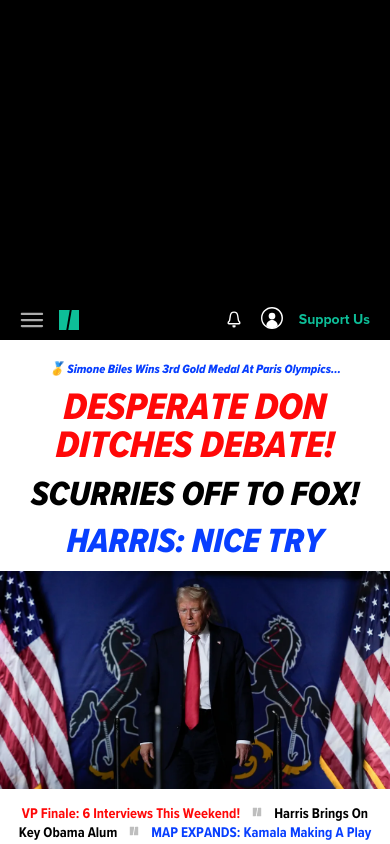 Support Us
🥇 Simone Biles Wins 3rd Gold Medal At Paris Olympics...
DESPERATE DON
DITCHES DEBATE!
SCURRIES OFF TO FOX!
HARRIS: NICE TRY
VP Finale: 6 Interviews This Weekend! Harris Brings On
Key Obama Alum MAP EXPANDS: Kamala Making A Play